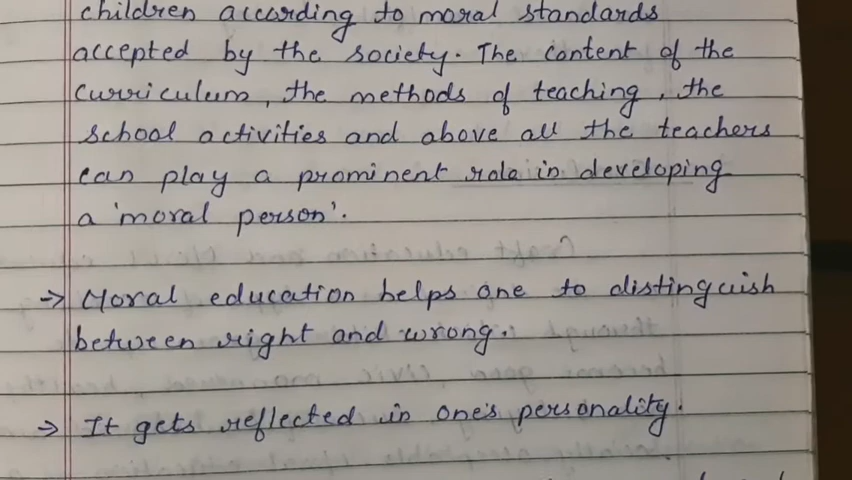 children according to moral standards
accepted by the society. The content of the
curriculum, the methods of teaching, the
school activities and above all the teachers
can play a prominent role in developing
a 'moral person'.
→ Moral education helps one to distinguish
between right and wrong.
→ It gets reflected in one's personality.